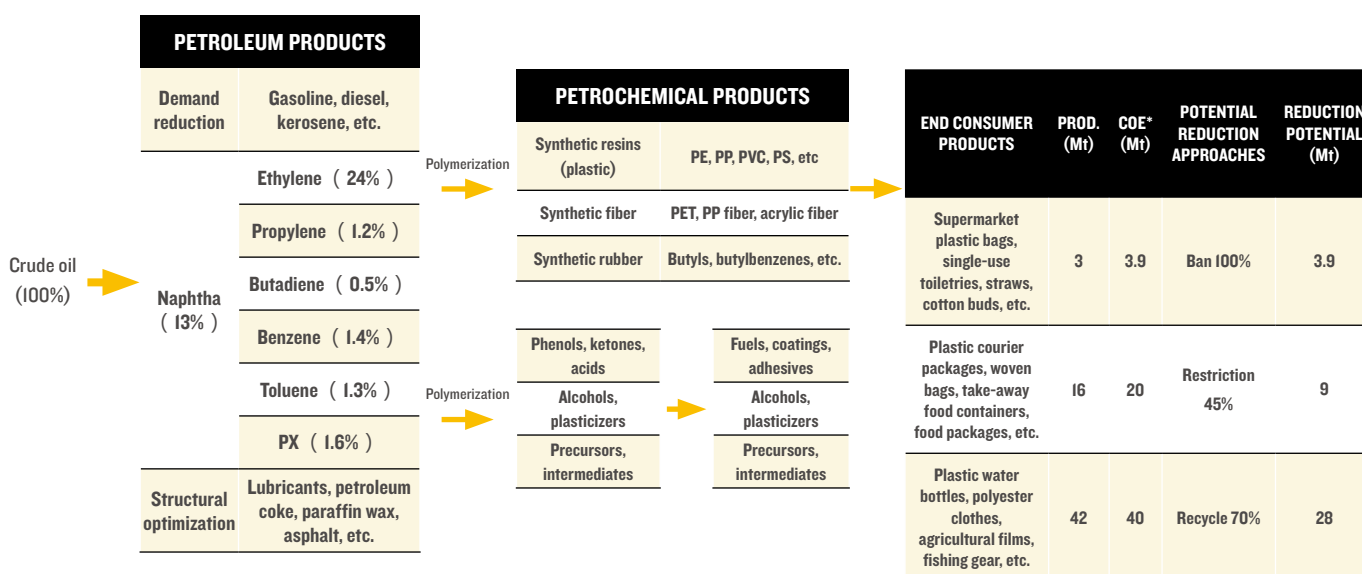 Crude oil
(100%)
PETROLEUM PRODUCTS
Demand
reduction
Gasoline, diesel,
kerosene, etc.
Naphtha
( 13% )
Ethylene ( 24% )
Propylene ( 1.2% )
Butadiene ( 0.5% )
Benzene ( 1.4% )
Toluene ( 1.3% )
PX ( 1.6% )
Structural
optimization
Lubricants, petroleum
coke, paraffin wax,
asphalt, etc.
Polymerization
Polymerization
PETROCHEMICAL PRODUCTS
Synthetic resins
(plastic)
PE, PP, PVC, PS, etc
Synthetic fiber
PET, PP fiber, acrylic fiber
Synthetic rubber
Butyls, butylbenzenes, etc.
Phenols, ketones,
acids
Fuels, coatings,
adhesives
Alcohols,
plasticizers
Alcohols,
plasticizers
Precursors,
intermediates
Precursors,
intermediates
END CONSUMER
PRODUCTS
PROD.
(Mt)
COE*
(Mt)
POTENTIAL
REDUCTION
APPROACHES
REDUCTION
POTENTIAL
(Mt)
Supermarket
plastic bags,
single-use
toiletries, straws,
cotton buds, etc.
3
3.9
Ban 100%
3.9
Plastic courier
packages, woven
bags, take-away
food containers,
food packages, etc.
16
20
Restriction
45%
9
Plastic water
bottles, polyester
clothes,
agricultural films,
fishing gear, etc.
42
40
Recycle 70%
28